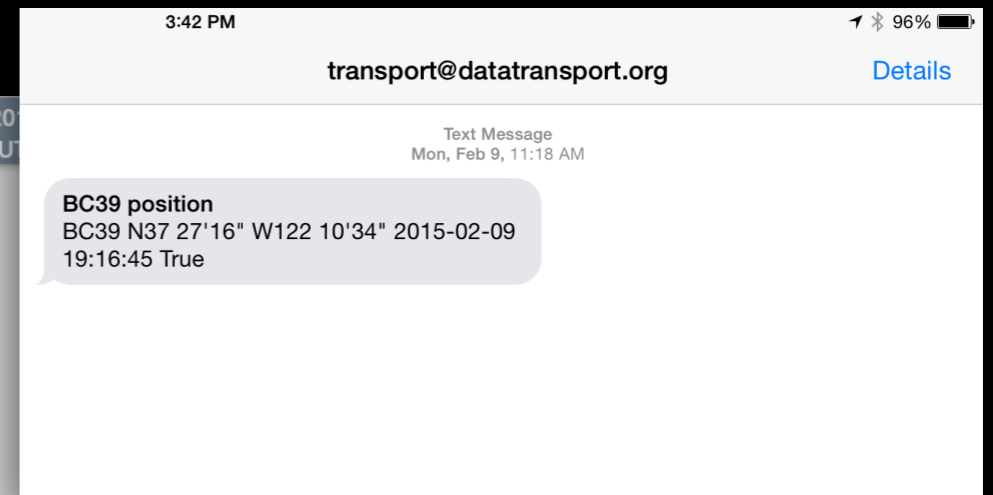 3:42 PM 96%
transport@datatransport.org Details
Text Message
Mon, Feb 9, 11:18 AM
BC39 position
BC39 N37 27'16" W122 10'34" 2015-02-09
19:16:45 True